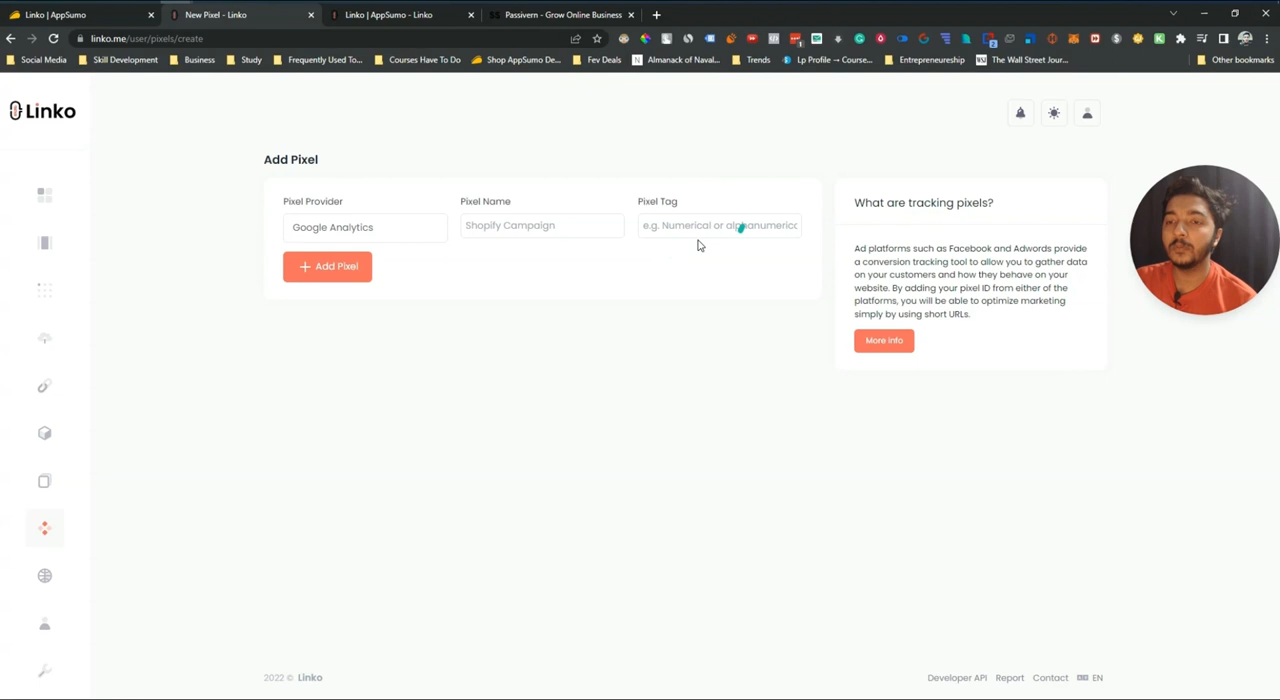 Linko | AppSumo
New Pixel - Linko
Linko | AppSumo - Linko
Passivern - Grow Online Business
linko.me/user/pixels/create
Social Media
Skill Development
Business
Study
Frequently Used To...
Courses Have To Do
Shop AppSumo De...
Fev Deals
Almanack of Naval...
Trends
Lp Profile → Course...
Entrepreneurship
The Wall Street Jour...
Other bookmarks
Linko
Add Pixel
Pixel Provider
Pixel Name
Pixel Tag
Google Analytics
Shopify Campaign
e.g. Numerical or alphanumeric
+ Add Pixel
What are tracking pixels?
Ad platforms such as Facebook and Adwords provide
a conversion tracking tool to allow you to gather data
on your customers and how they behave on your
website. By adding your pixel ID from either of the
platforms, you will be able to optimize marketing
simply by using short URLs.
More info
2022 © Linko
Developer API
Report
Contact
EN